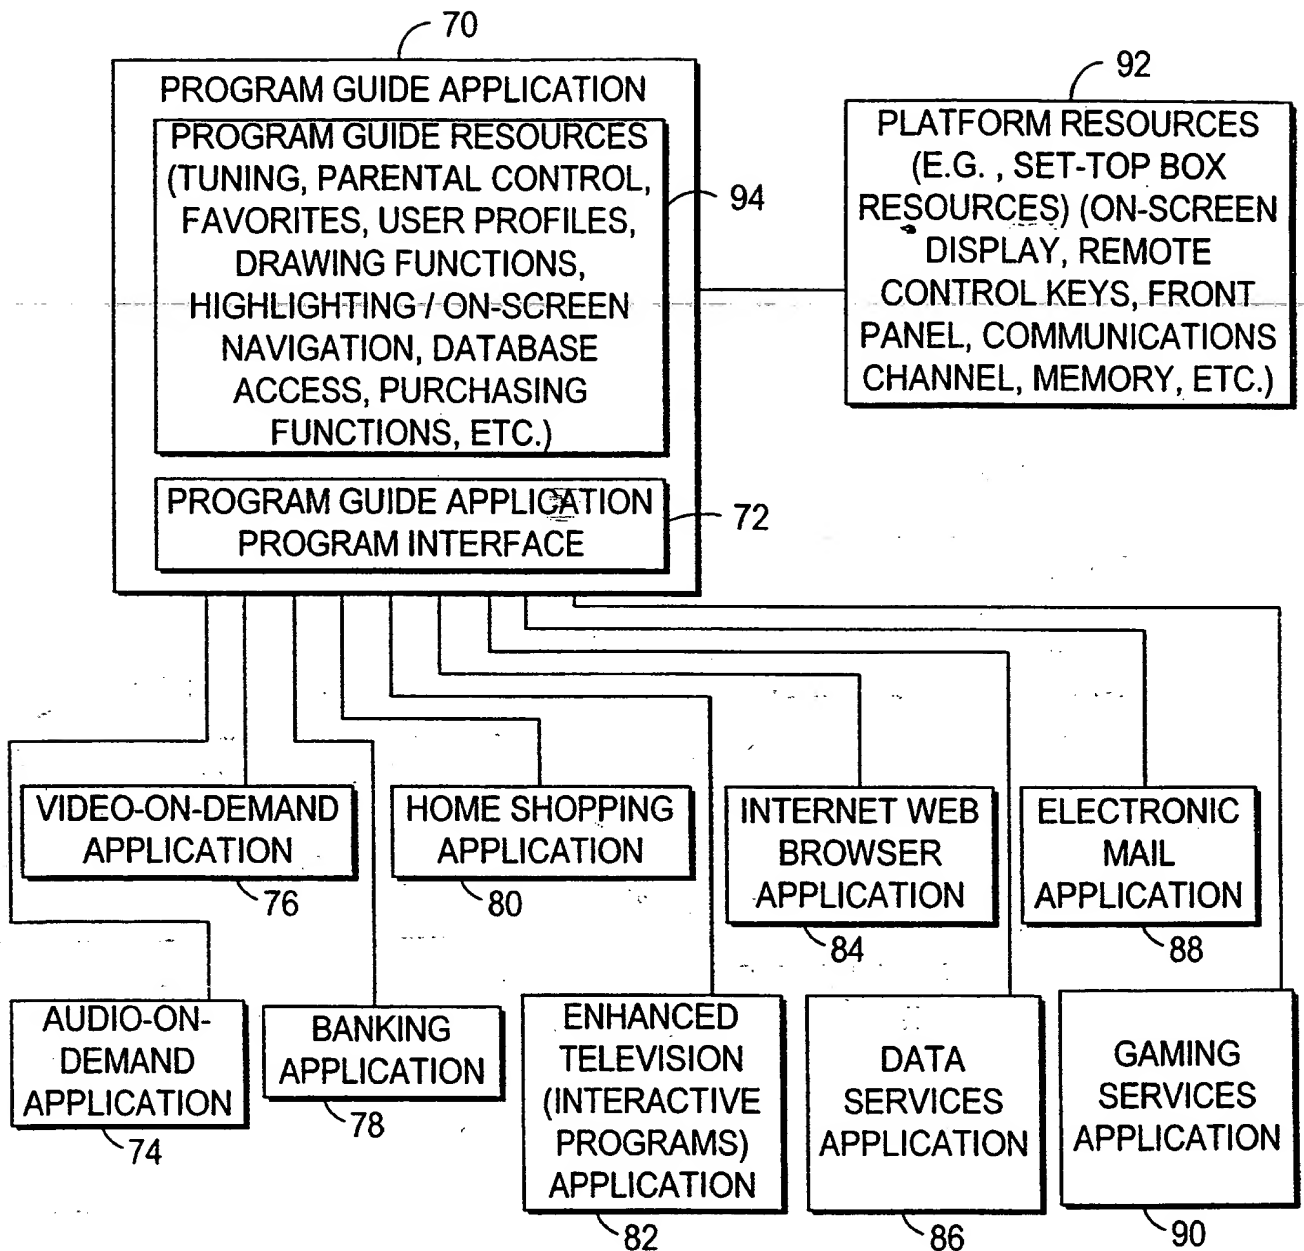 70
PROGRAM GUIDE APPLICATION
PROGRAM GUIDE RESOURCES
(TUNING, PARENTAL CONTROL,
FAVORITES, USER PROFILES,
DRAWING FUNCTIONS,
HIGHLIGHTING / ON-SCREEN
NAVIGATION, DATABASE
ACCESS, PURCHASING
FUNCTIONS, ETC.)
94
PROGRAM GUIDE APPLICATION
PROGRAM INTERFACE
72
92
PLATFORM RESOURCES
(E.G. , SET-TOP BOX
RESOURCES) (ON-SCREEN
DISPLAY, REMOTE
CONTROL KEYS, FRONT
PANEL, COMMUNICATIONS
CHANNEL, MEMORY, ETC.)
VIDEO-ON-DEMAND
APPLICATION
76
HOME SHOPPING
APPLICATION
80
INTERNET WEB
BROWSER
APPLICATION
84
ELECTRONIC
MAIL
APPLICATION
88
AUDIO-ON-
DEMAND
APPLICATION
74
BANKING
APPLICATION
78
ENHANCED
TELEVISION
(INTERACTIVE
PROGRAMS)
APPLICATION
82
DATA
SERVICES
APPLICATION
86
GAMING
SERVICES
APPLICATION
90